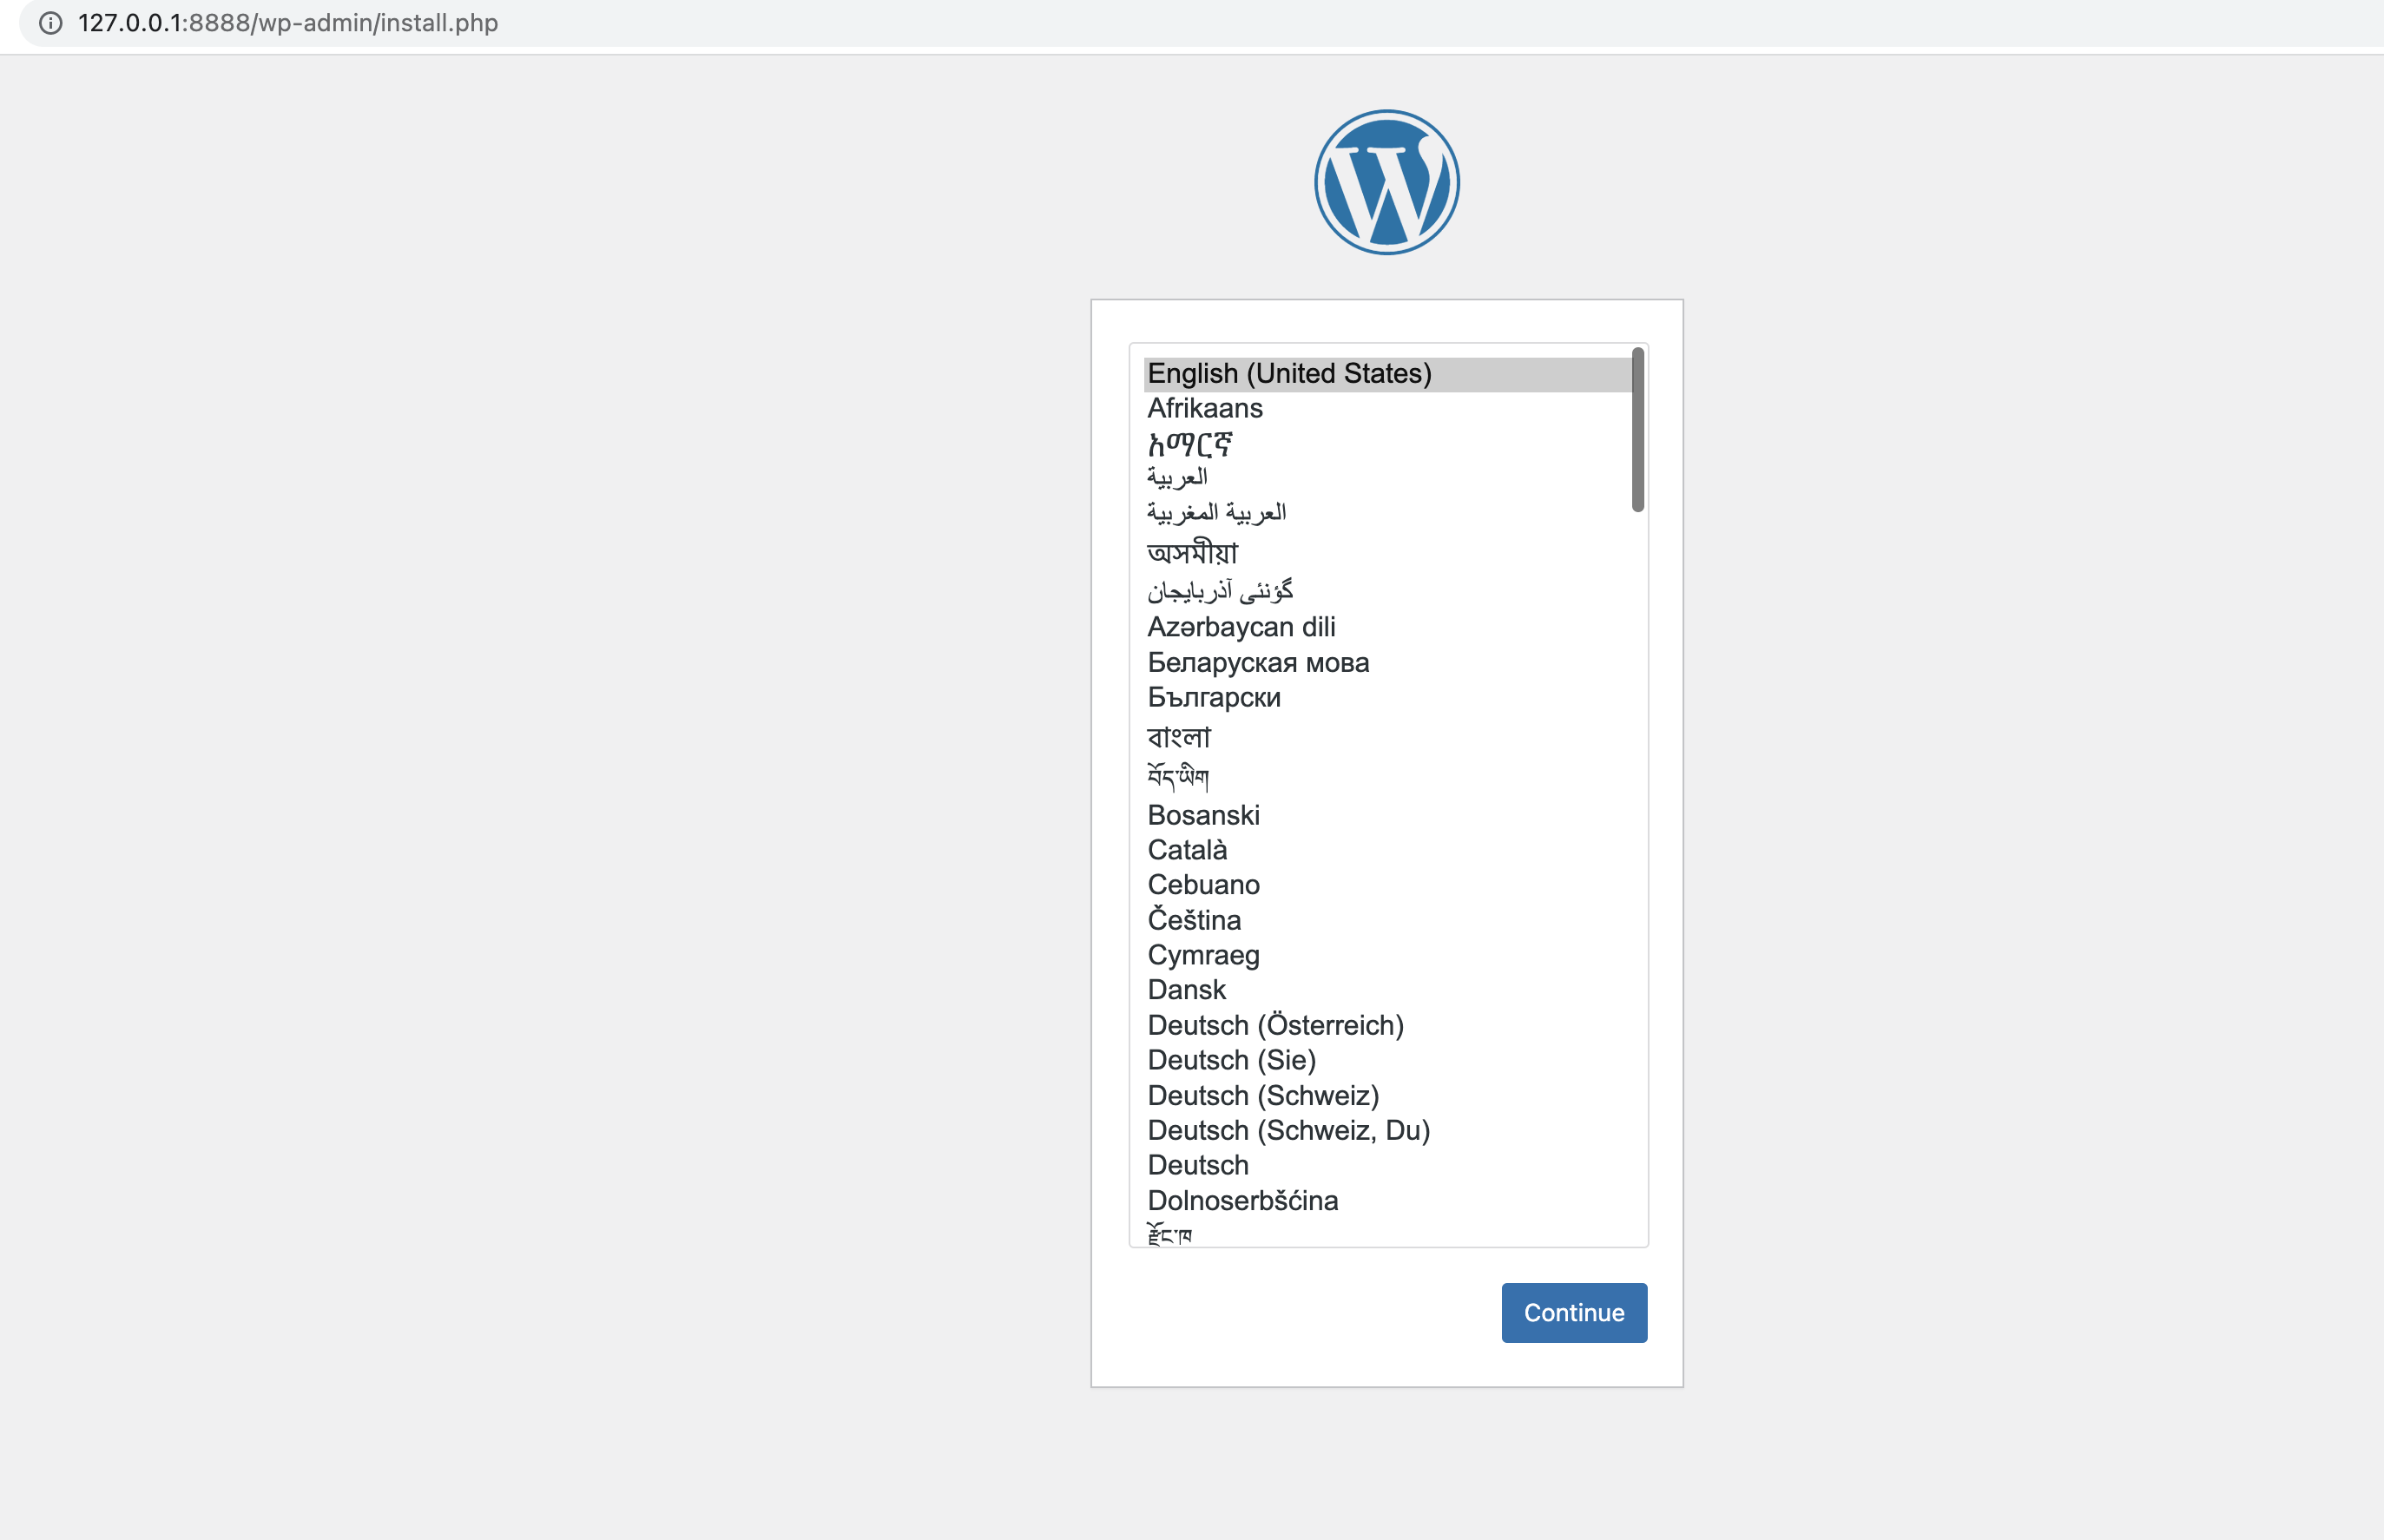 127.0.0.1:8888/wp-admin/install.php
English (United States)
Afrikaans
አማርኛ
العربية
العربية المغربية
অসমীয়া
گؤنئی آذربایجان
Azərbaycan dili
Беларуская мова
Български
বাংলা
བོད་ཡིག
Bosanski
Català
Cebuano
Čeština
Cymraeg
Dansk
Deutsch (Österreich)
Deutsch (Sie)
Deutsch (Schweiz)
Deutsch (Schweiz, Du)
Deutsch
Dolnoserbšćina
རྫོང་ཁ
Continue